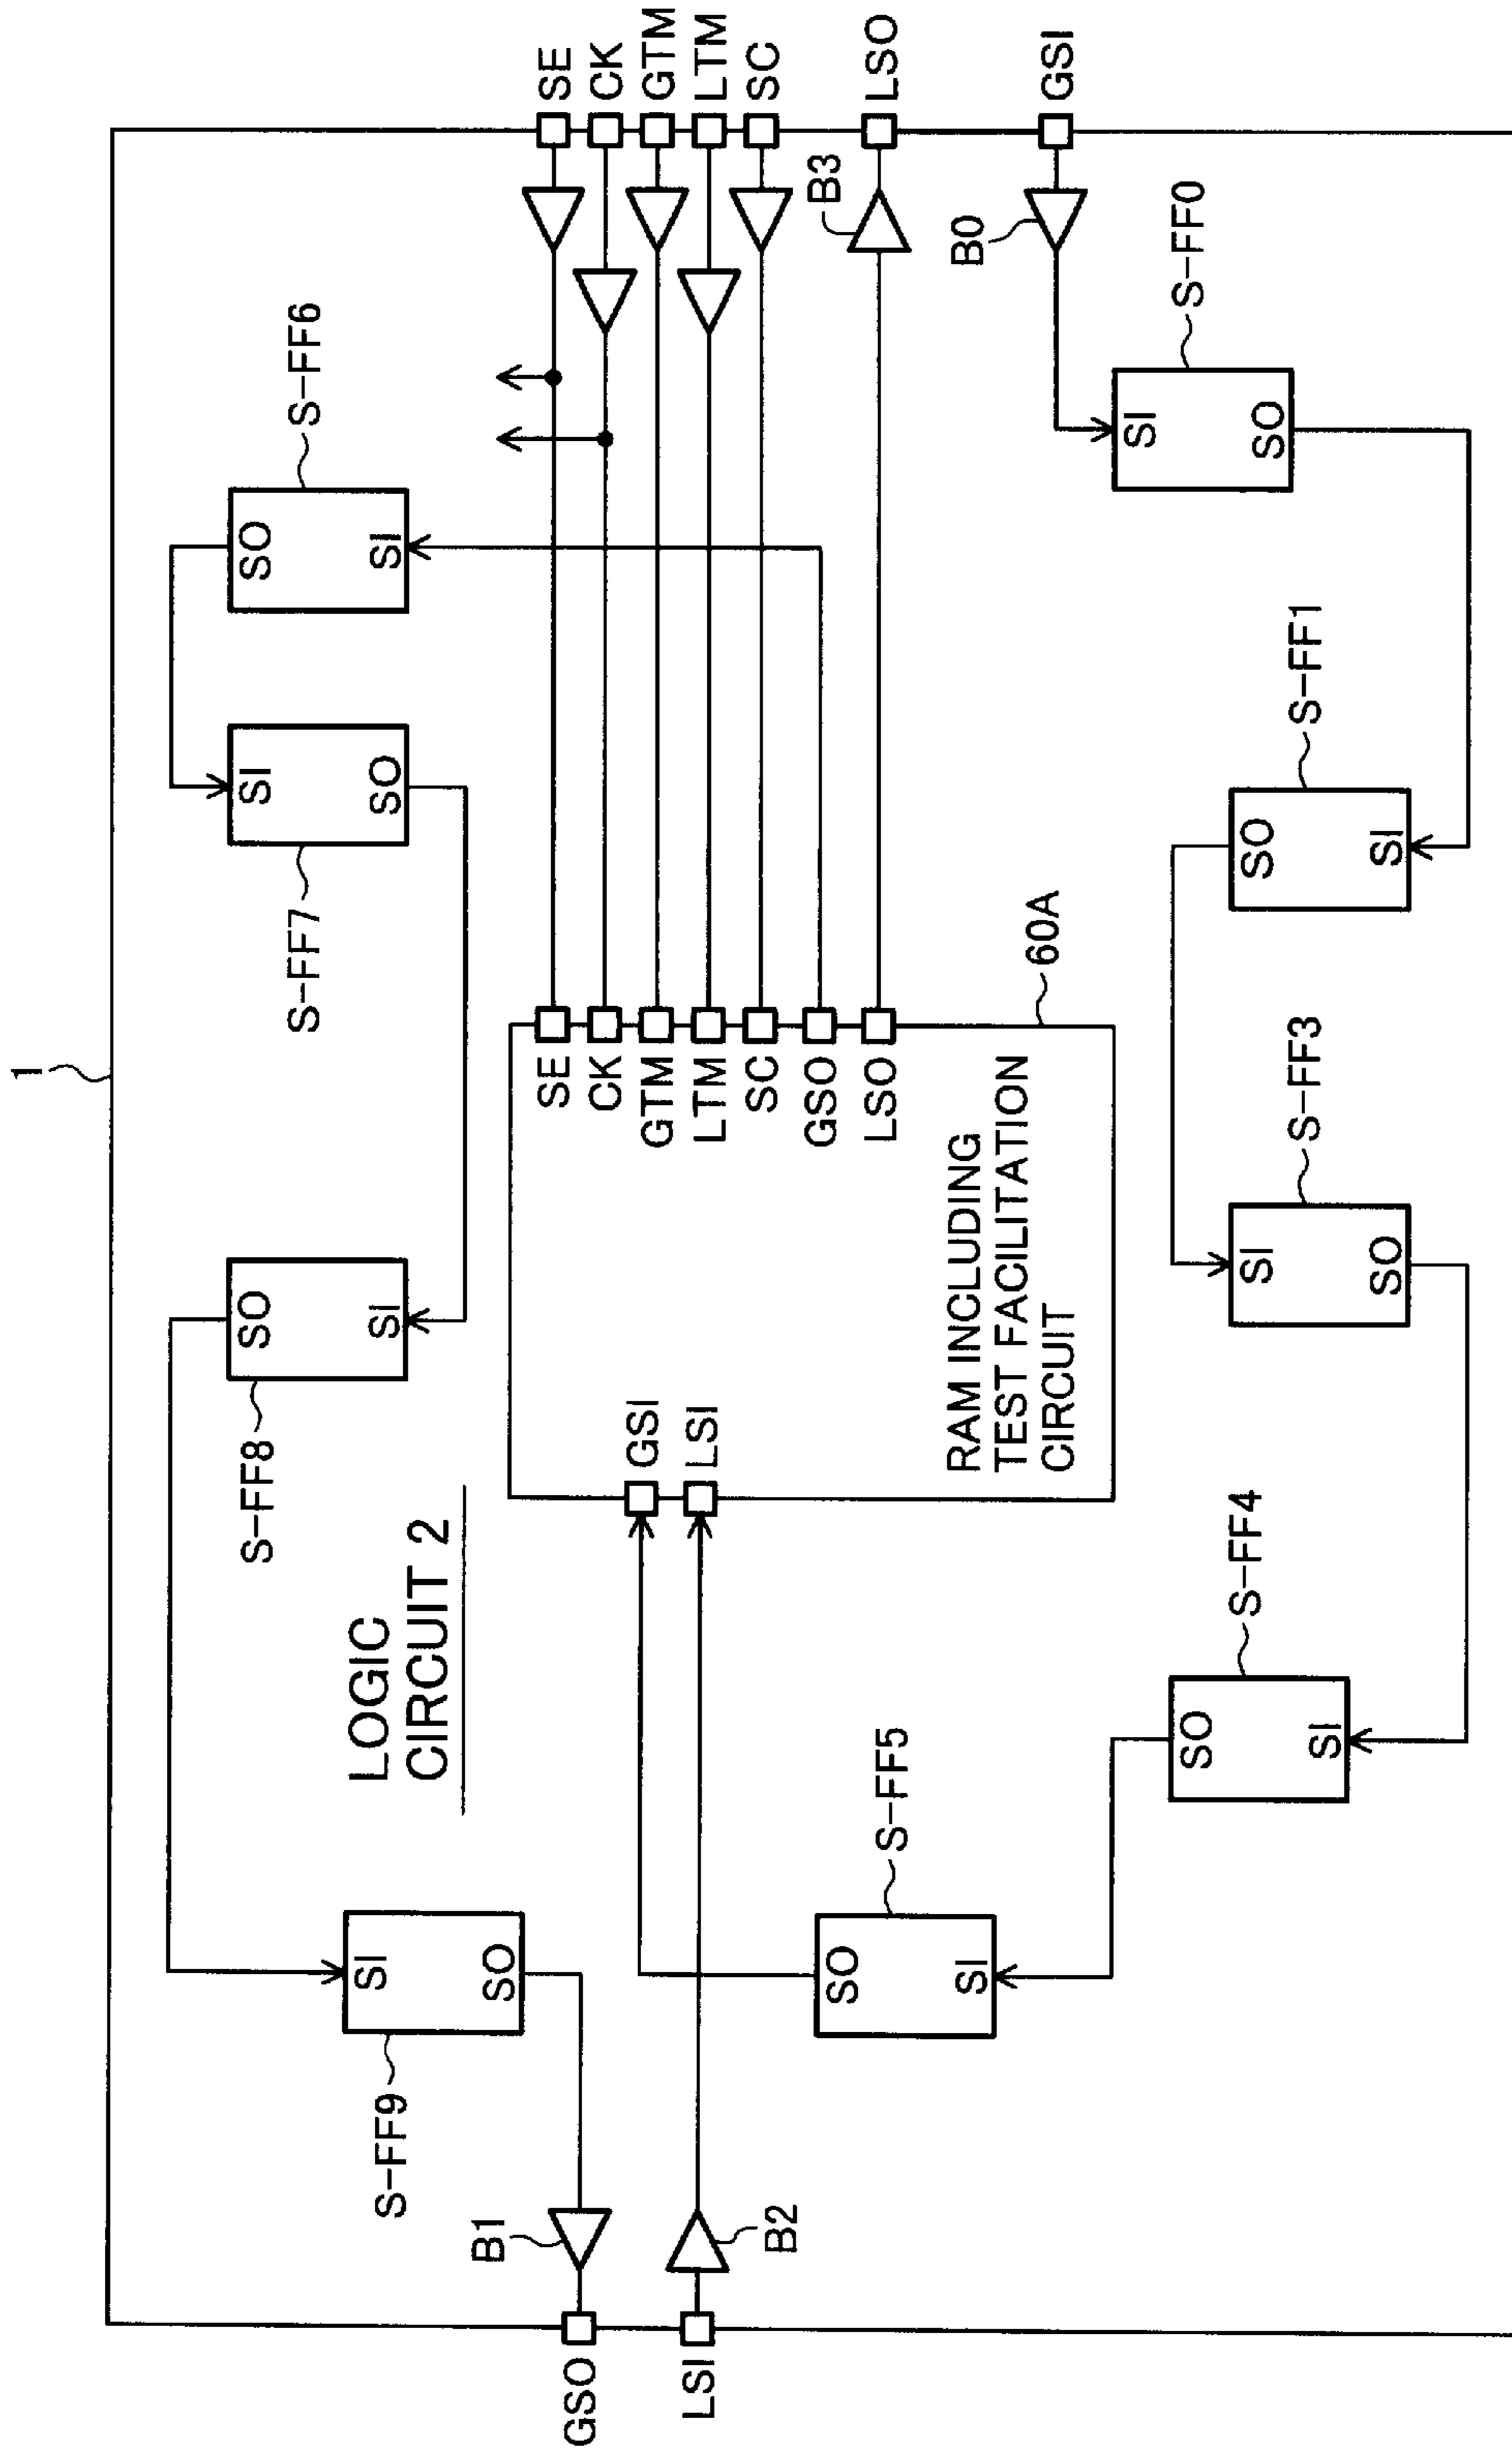 1
GSO
LSI
B1
B2
S-FF9
SI
SO
LOGIC
CIRCUIT 2
S-FF8
SO
SI
S-FF7
SI
SO
S-FF6
SO
SI
SE
CK
GTM
LTM
SC
LSO
GSI
B3
B0
GSI
LSI
SE
CK
GTM
LTM
SC
GSO
LSO
RAM INCLUDING
TEST FACILITATION
CIRCUIT
60A
S-FF5
SO
SI
S-FF4
SO
SI
S-FF3
SI
SO
S-FF1
SO
SI
S-FF0
SI
SO